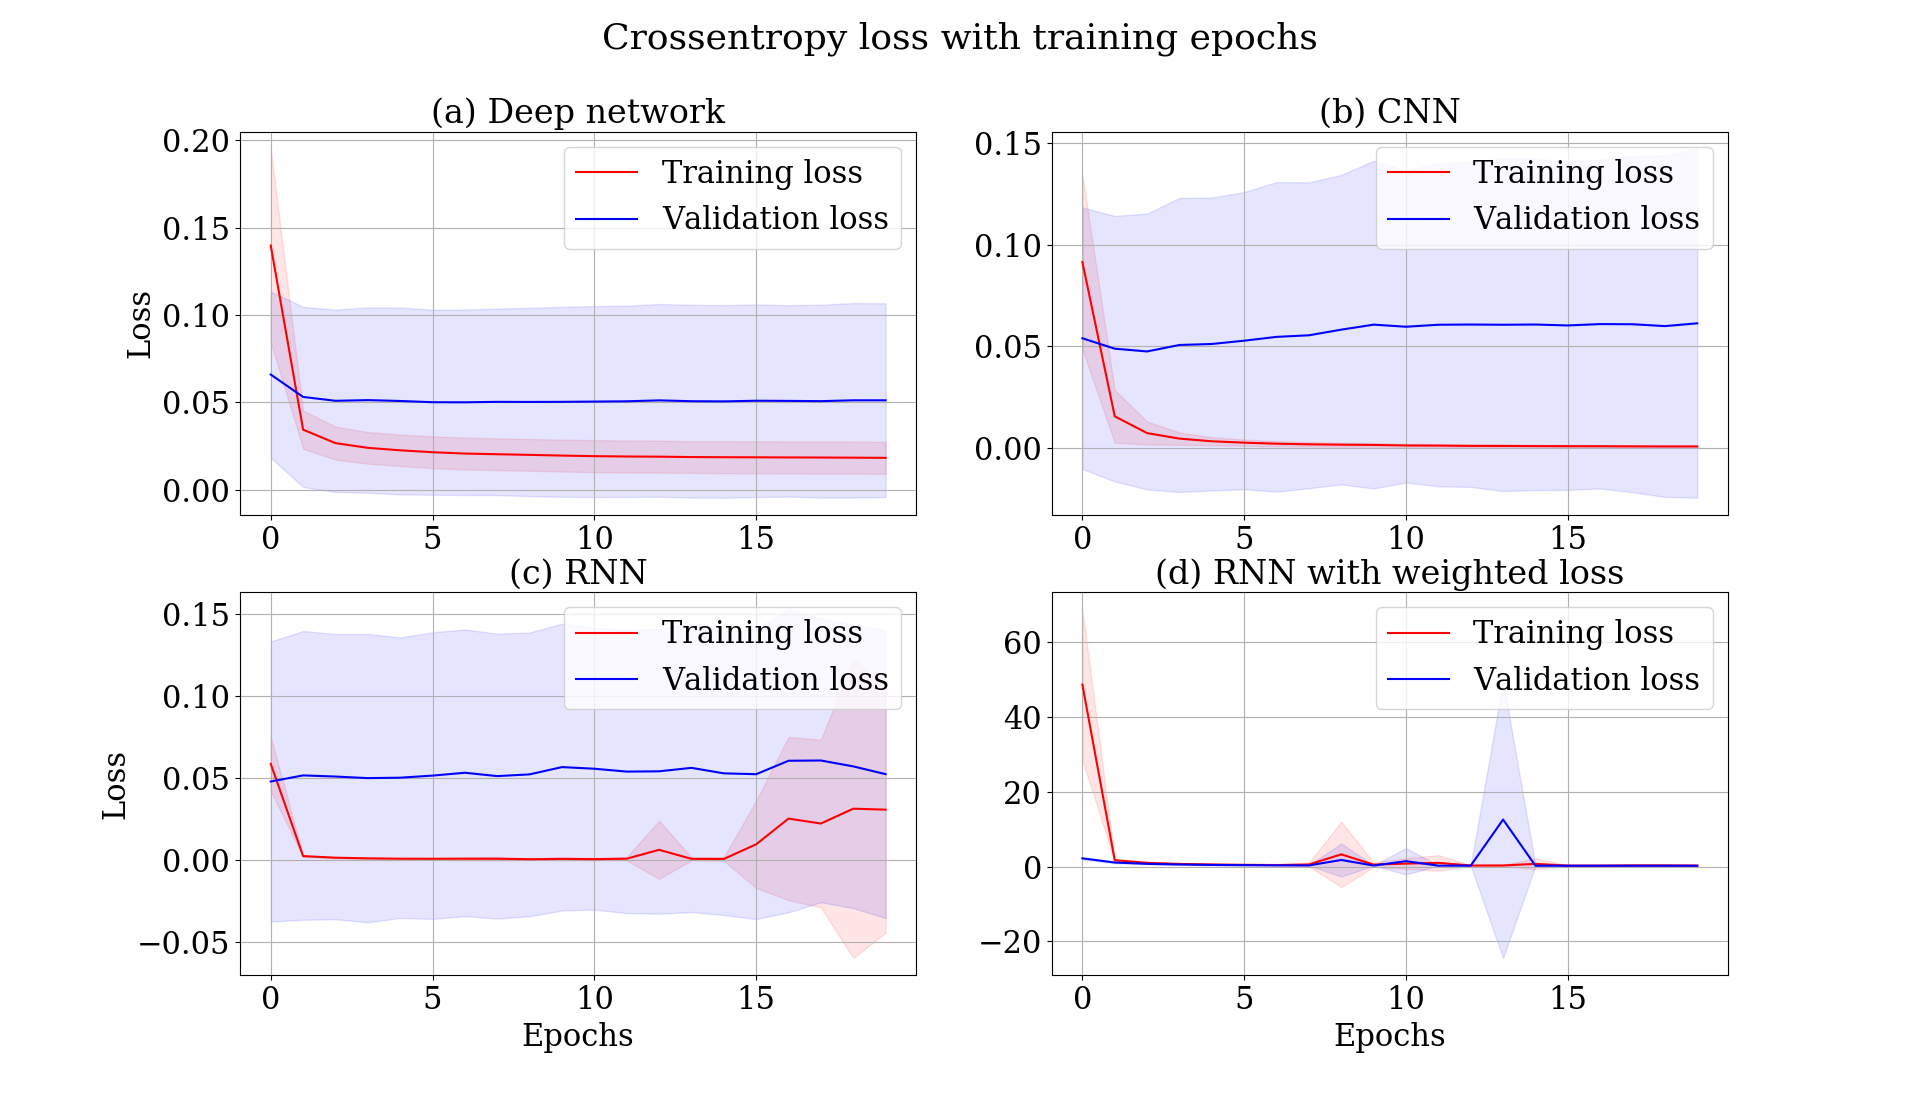 Crossentropy loss with training epochs
(a) Deep network
0.20
0.15
0.10
0.05
0.00
Loss
Training loss
Validation loss
0 5 10 15
(b) CNN
0.15
0.10
0.05
0.00
Training loss
Validation loss
0 5 10 15
(c) RNN
0.15
0.10
0.05
0.00
−0.05
Loss
Training loss
Validation loss
0 5 10 15
Epochs
(d) RNN with weighted loss
60
40
20
0
−20
Training loss
Validation loss
0 5 10 15
Epochs